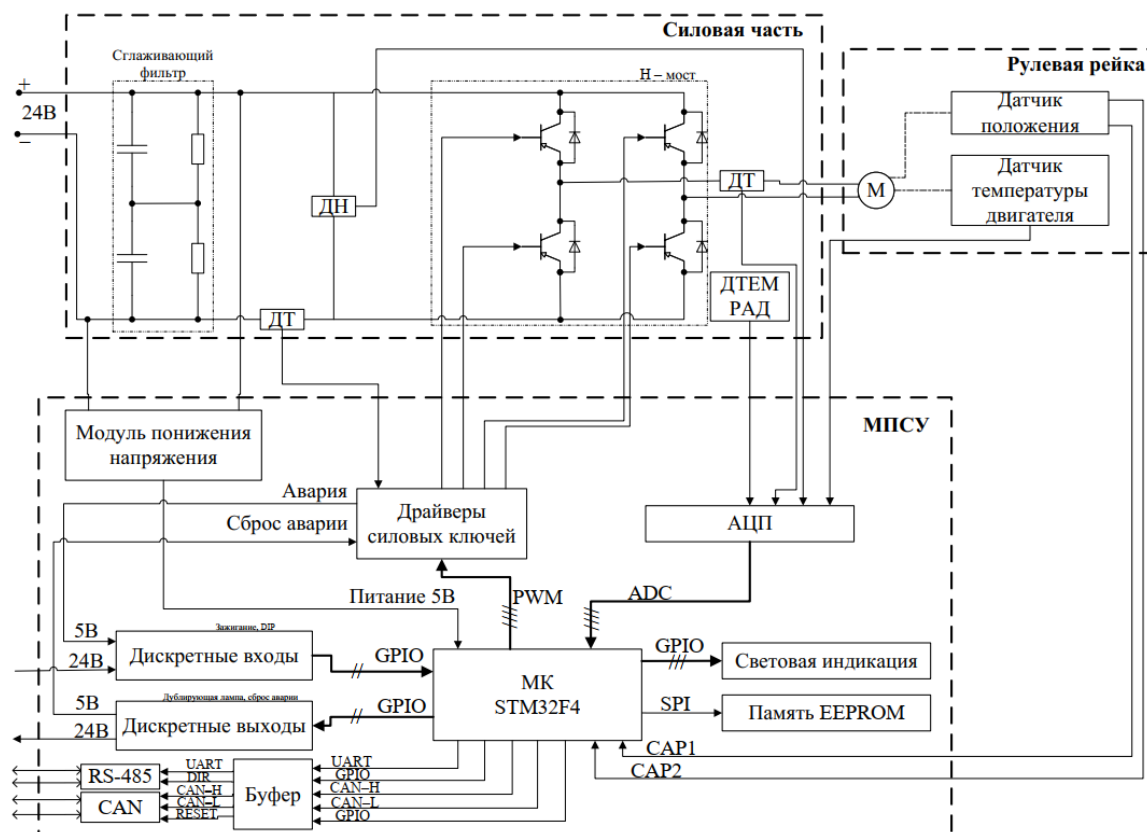 Силовая часть
Сглаживающий
фильтр
Н – мост
Рулевая рейка
+
24В
–
Датчик
положения
ДН
ДТ
М
Датчик
температуры
двигателя
ДТЕМ
РАД
ДТ
МПСУ
Модуль понижения
напряжения
Авария
Сброс аварии
Драйверы
силовых ключей
АЦП
Питание 5В
PWM
ADC
5В
24В
Зажигание, DIP
Дискретные входы
GPIO
МК
STM32F4
GPIO
Световая индикация
5В
24В
Дублирующая лампа, сброс аварии
Дискретные выходы
GPIO
SPI
Память EEPROM
CAP1
CAP2
RS-485
CAN
UART
DIR
CAN–H
CAN–L
RESET
Буфер
UART
GPIO
CAN–H
CAN–L
GPIO